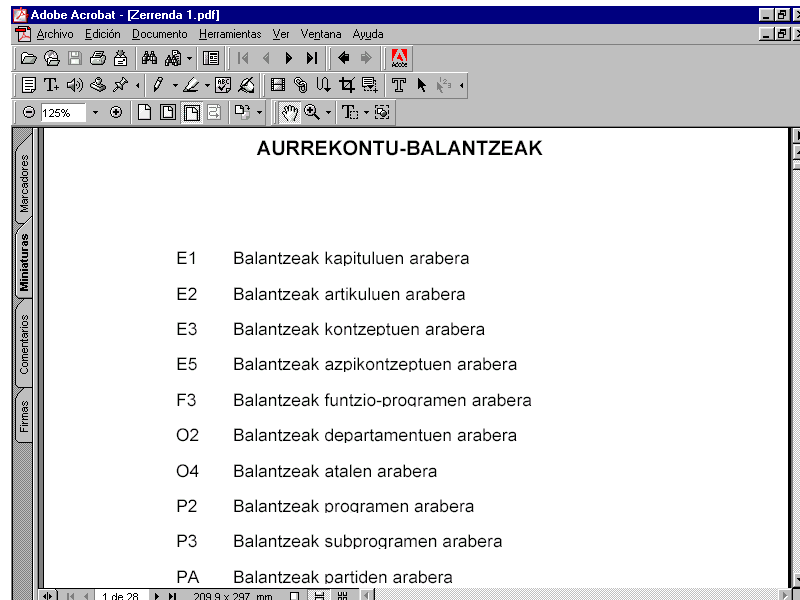 Adobe Acrobat - [Zerrenda 1.pdf]
Archivo Edición Documento Herramientas Ver Ventana Ayuda
Adobe
125%
Marcadores
Miniaturas
Comentarios
Firmas
AURREKONTU-BALANTZEAK
E1 Balantzeak kapituluen arabera
E2 Balantzeak artikuluen arabera
E3 Balantzeak kontzeptuen arabera
E5 Balantzeak azpikontzeptuen arabera
F3 Balantzeak funtzio-programen arabera
O2 Balantzeak departamentuen arabera
O4 Balantzeak atalen arabera
P2 Balantzeak programen arabera
P3 Balantzeak subprogramen arabera
PA Balantzeak partiden arabera
1 de 28 209,9 x 297 mm